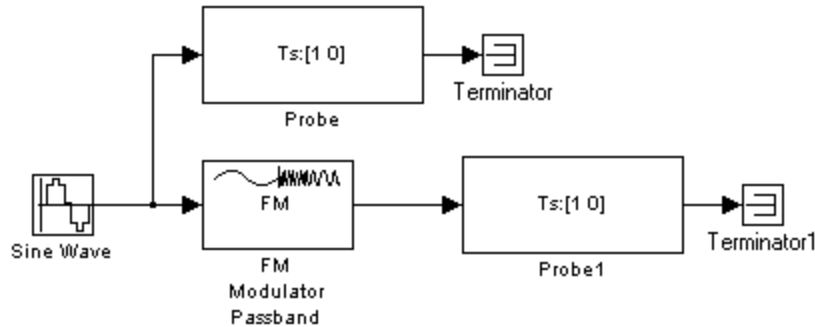 Ts:[1 0]
Probe
Terminator
Sine Wave
FM
FM
Modulator
Passband
Ts:[1 0]
Probe1
Terminator1